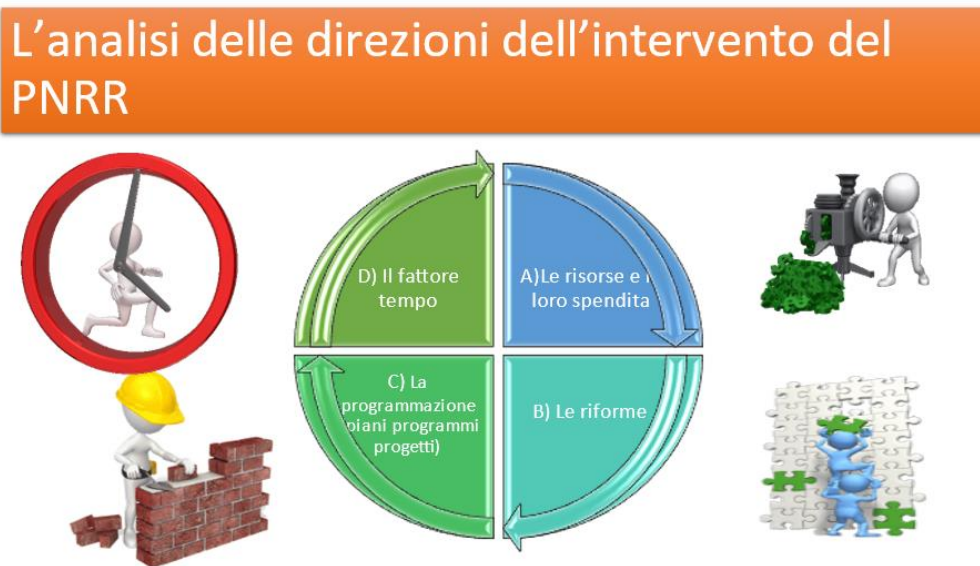 L’analisi delle direzioni dell’intervento del
PNRR
D) Il fattore
tempo
A)Le risorse e
loro spendita
C) La
programmazione
piani programmi
progetti)
B) Le riforme